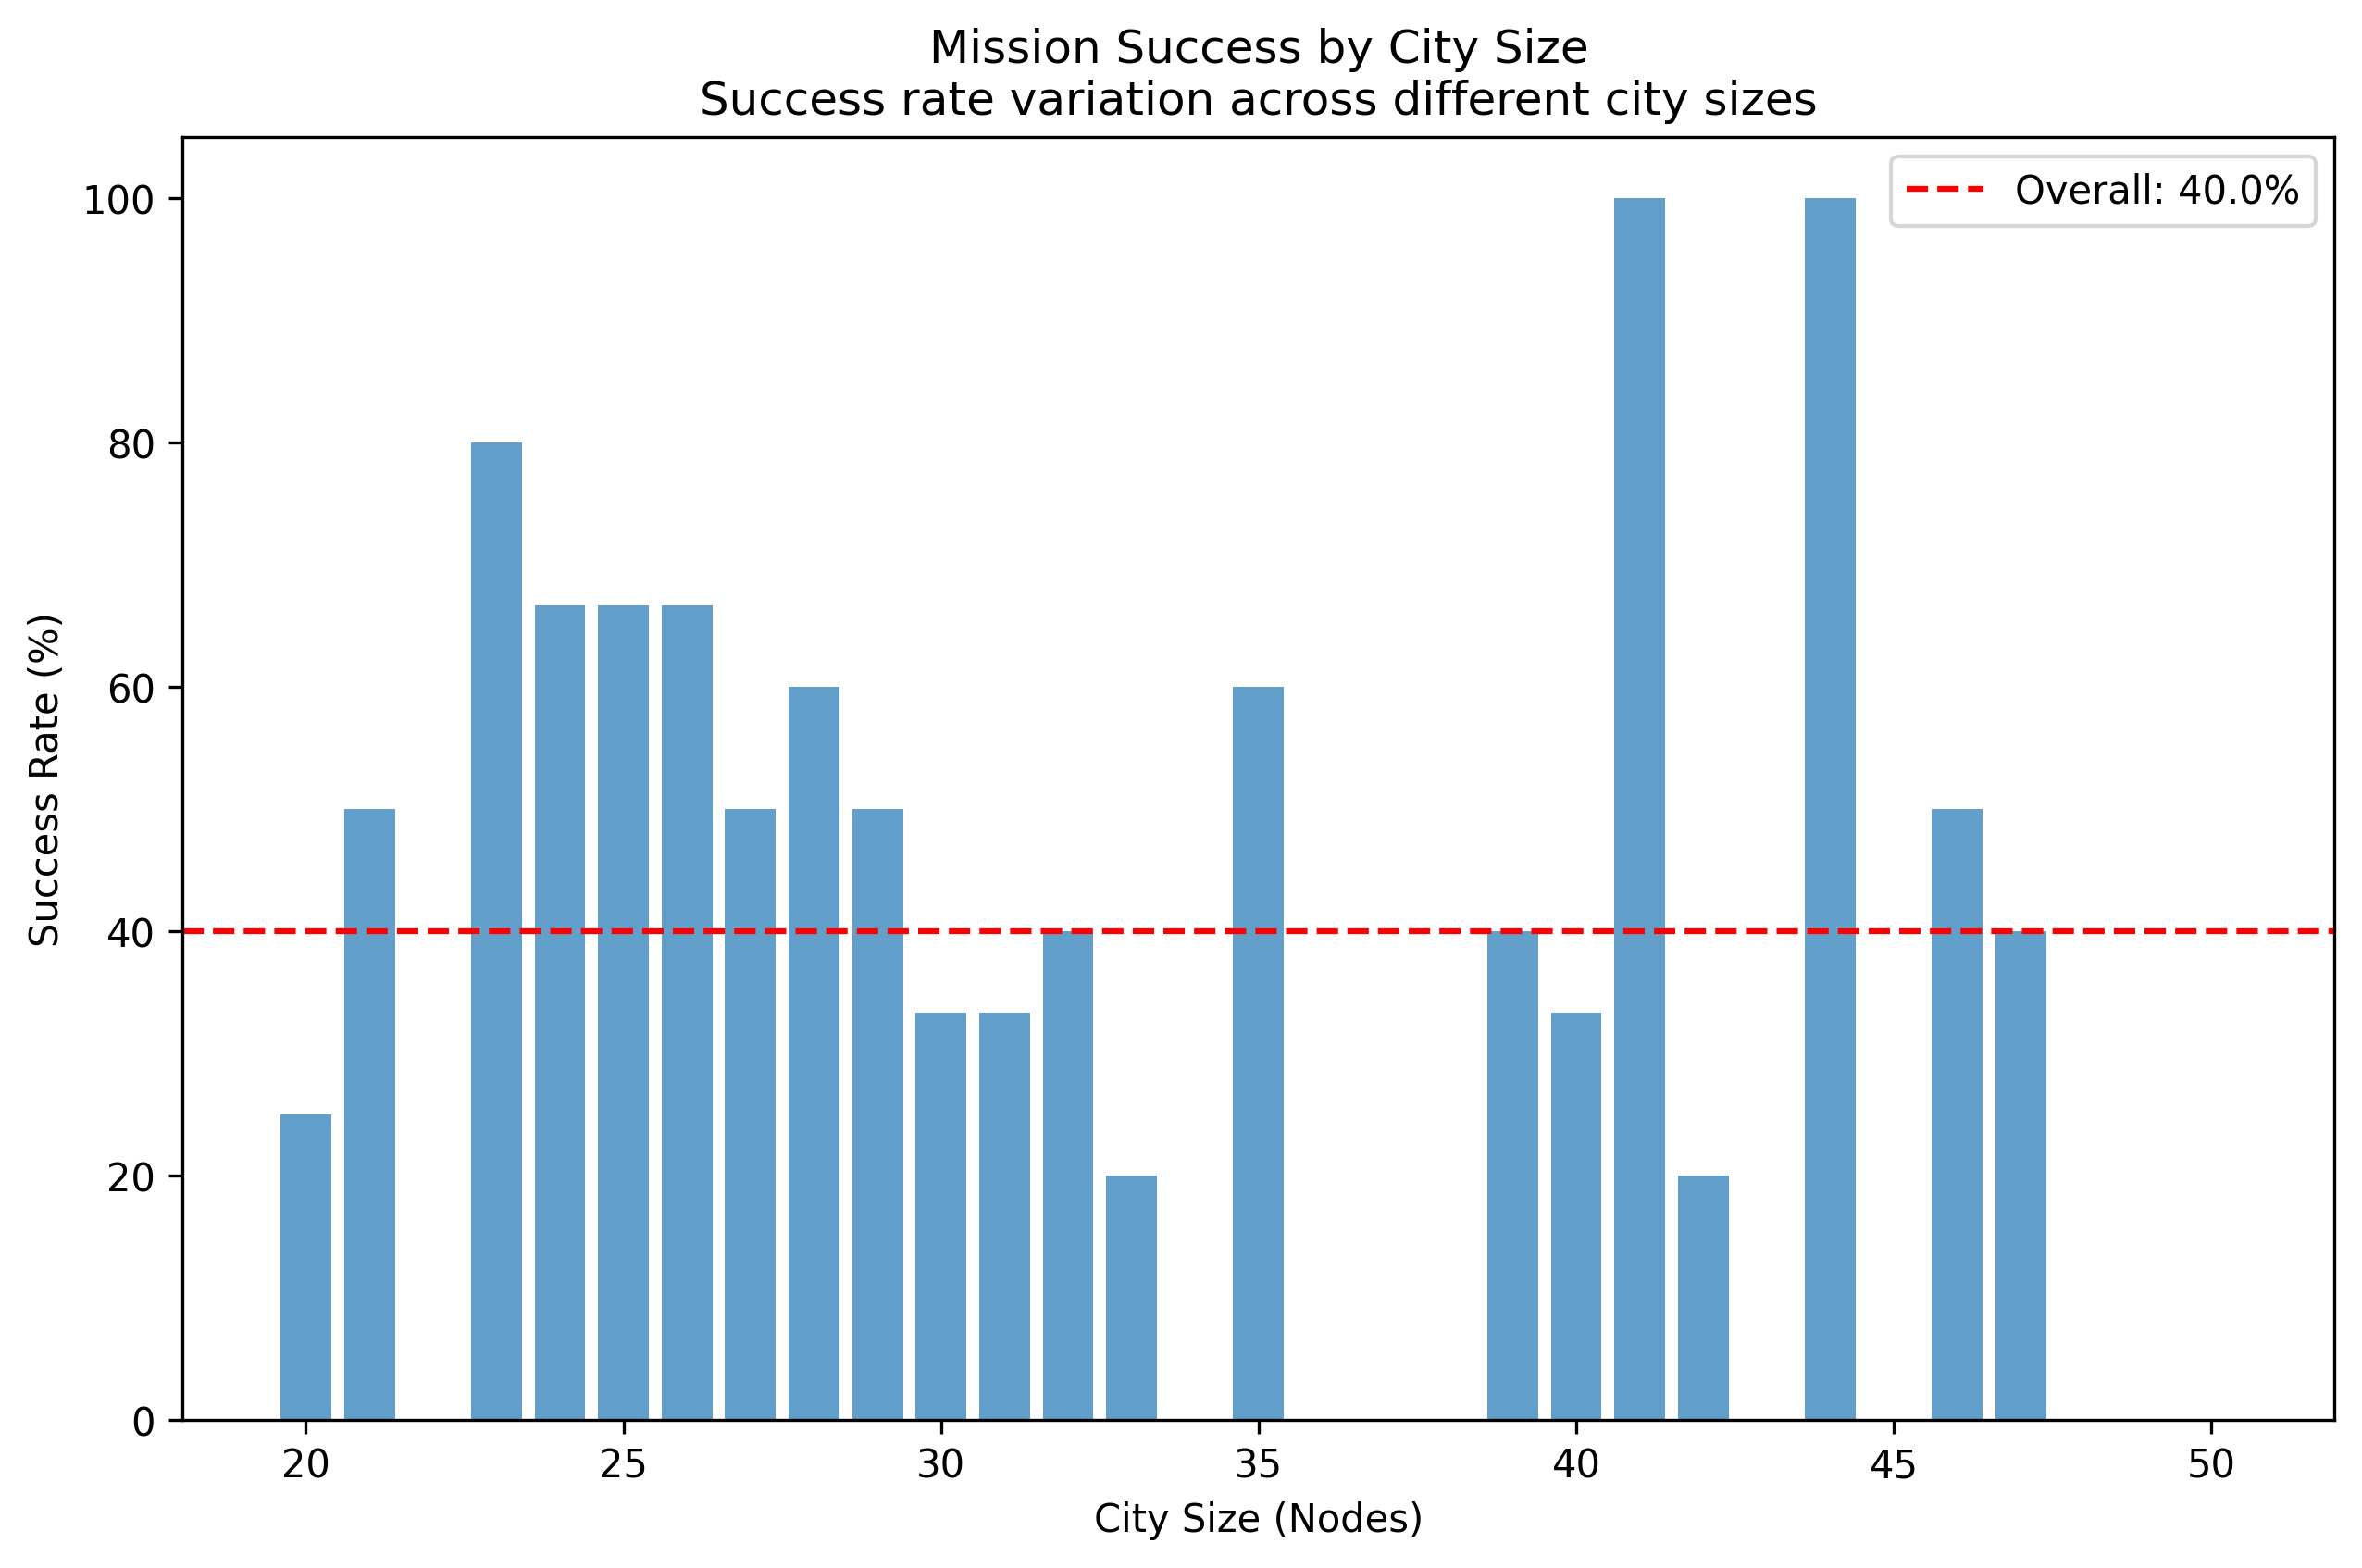 Mission Success by City Size
Success rate variation across different city sizes
Overall: 40.0%
Success Rate (%)
100
80
60
40
20
0
20 25 30 35 40 45 50
City Size (Nodes)